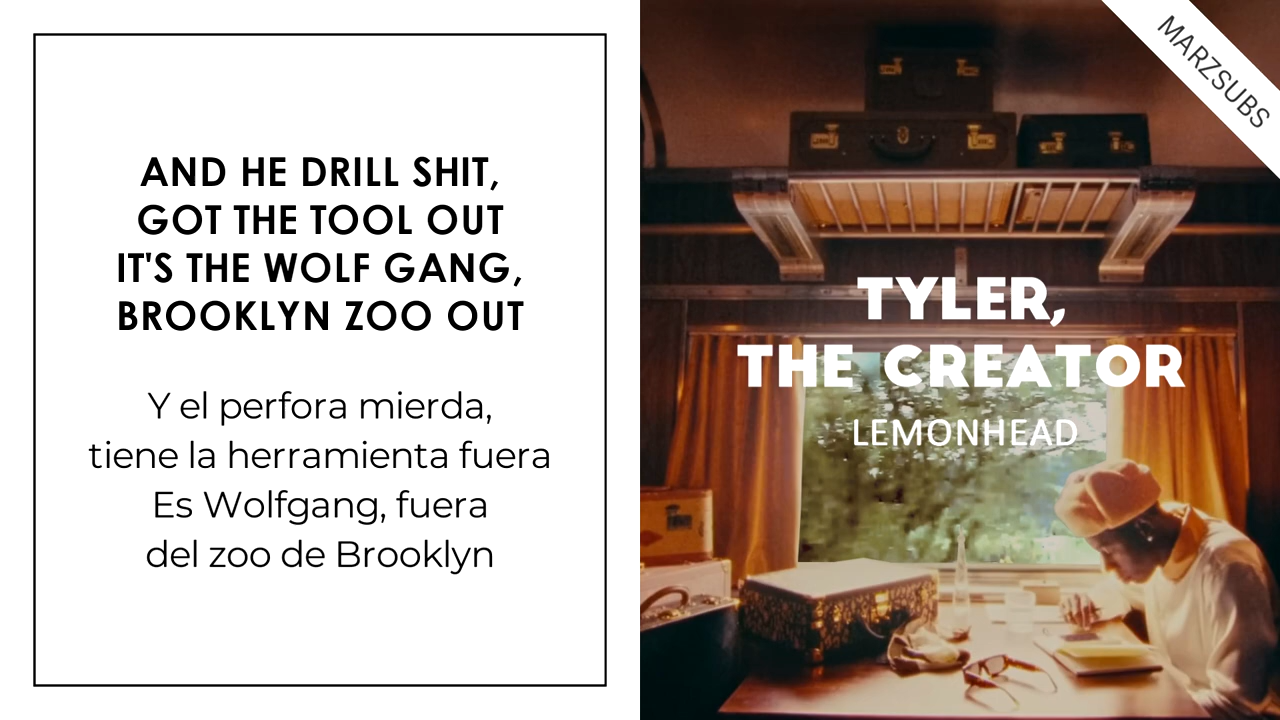 AND HE DRILL SHIT,
GOT THE TOOL OUT
IT'S THE WOLF GANG,
BROOKLYN ZOO OUT
Y el perfora mierda,
tiene la herramienta fuera
Es Wolfgang, fuera
del zoo de Brooklyn
MARZSUBS
TYLER,
THE CREATOR
LEMONHEAD